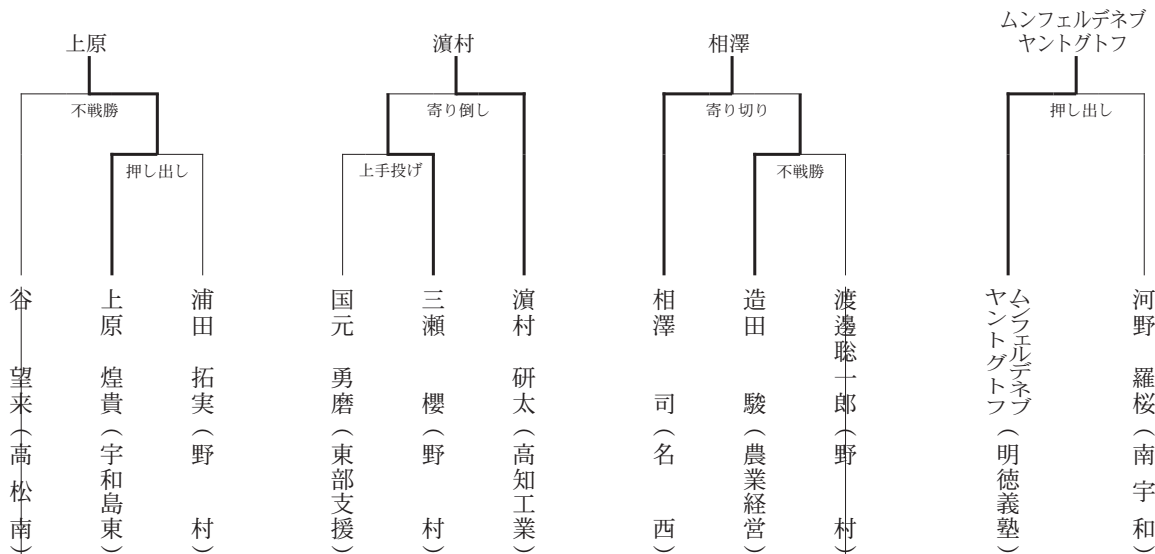 上原
濵村
相澤
ムンフェルデネブ
ヤントグトフ
不戦勝
寄り倒し
寄り切り
押し出し
押し出し
上手投げ
不戦勝
谷 望来(高松南)
上原 煌貴(宇和島東)
浦田 拓実(野村)
国元 勇磨(東部支援)
三瀬 櫻(野村)
濵村 研太(高知工業)
相澤 司(名西)
造田 駿(農業経営)
渡邊聡一郎(野村)
ムンフェルデネブ
ヤントグトフ(明徳義塾)
河野 羅桜(南宇和)